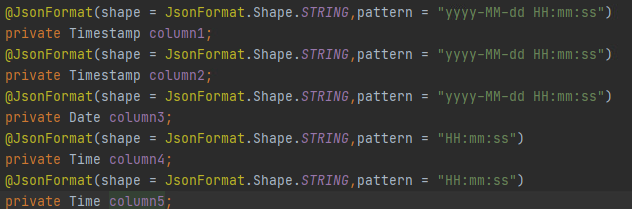 @JsonFormat(shape = JsonFormat.Shape.STRING,pattern = "yyyy-MM-dd HH:mm:ss")
private Timestamp column1;
@JsonFormat(shape = JsonFormat.Shape.STRING,pattern = "yyyy-MM-dd HH:mm:ss")
private Timestamp column2;
@JsonFormat(shape = JsonFormat.Shape.STRING,pattern = "yyyy-MM-dd HH:mm:ss")
private Date column3;
@JsonFormat(shape = JsonFormat.Shape.STRING,pattern = "HH:mm:ss")
private Time column4;
@JsonFormat(shape = JsonFormat.Shape.STRING,pattern = "HH:mm:ss")
private Time column5;